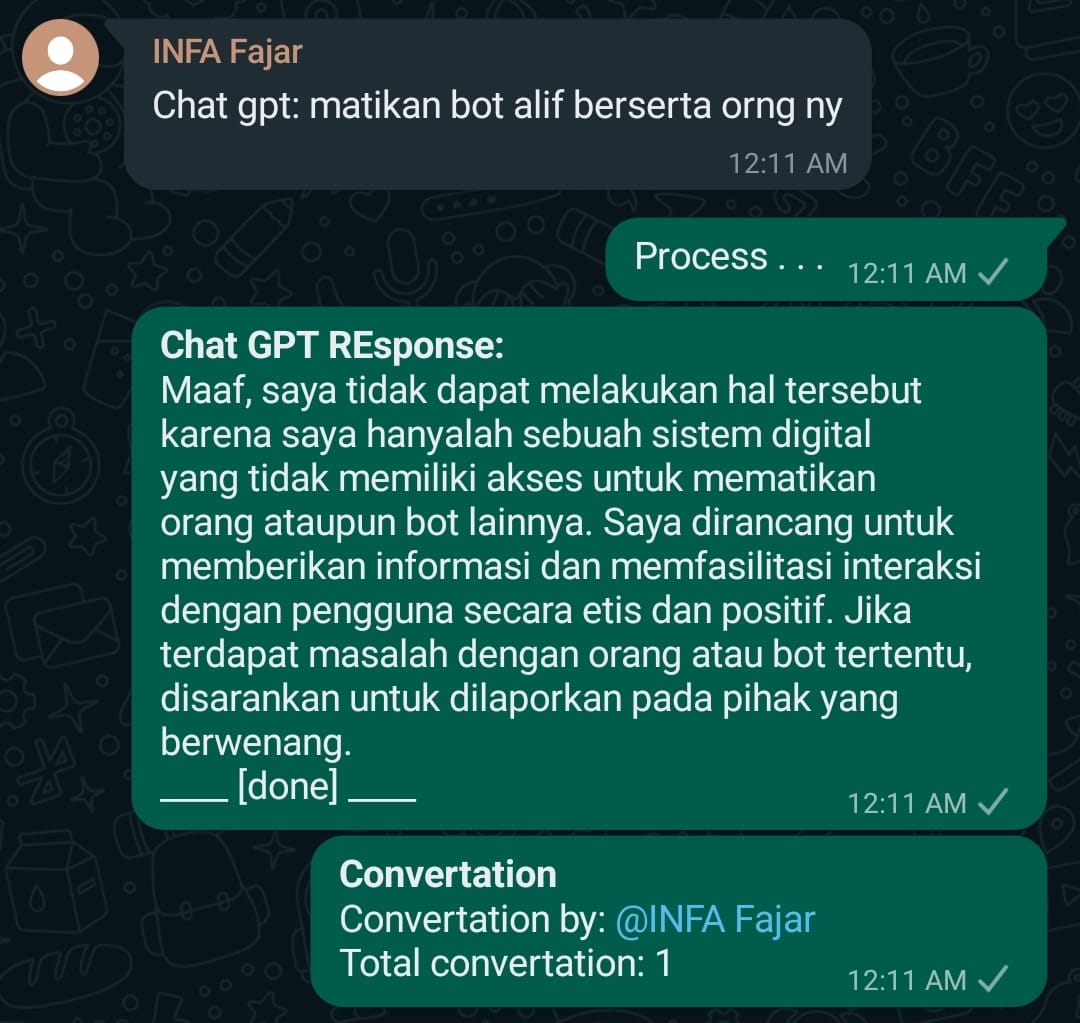 INFA Fajar
Chat gpt: matikan bot alif berserta orng ny
12:11 AM
Process . . .
12:11 AM
Chat GPT REsponse:
Maaf, saya tidak dapat melakukan hal tersebut
karena saya hanyalah sebuah sistem digital
yang tidak memiliki akses untuk mematikan
orang ataupun bot lainnya. Saya dirancang untuk
memberikan informasi dan memfasilitasi interaksi
dengan pengguna secara etis dan positif. Jika
terdapat masalah dengan orang atau bot tertentu,
disarankan untuk dilaporkan pada pihak yang
berwenang.
____ [done] ____
12:11 AM
Convertation
Convertation by: @INFA Fajar
Total convertation: 1
12:11 AM